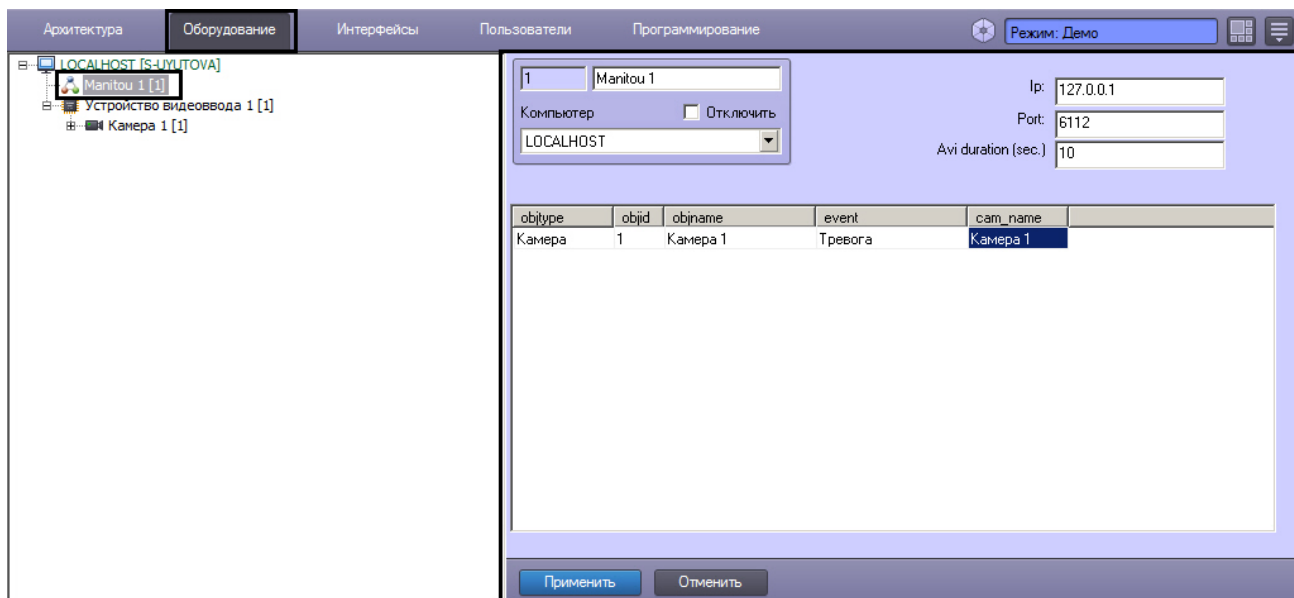 Архитектура Оборудование Интерфейсы Пользователи Программирование Режим: Демо
LOCALHOST [S-UYUTOVA]
Manitou 1 [1]
Устройство видеоввода 1 [1]
Камера 1 [1]
1 Manitou 1
Компьютер Отключить
LOCALHOST
Ip: 127.0.0.1
Port: 6112
Avi duration (sec.) 10
objtype objid objname event cam_name
Камера 1 Камера 1 Тревога Камера 1
Применить Отменить